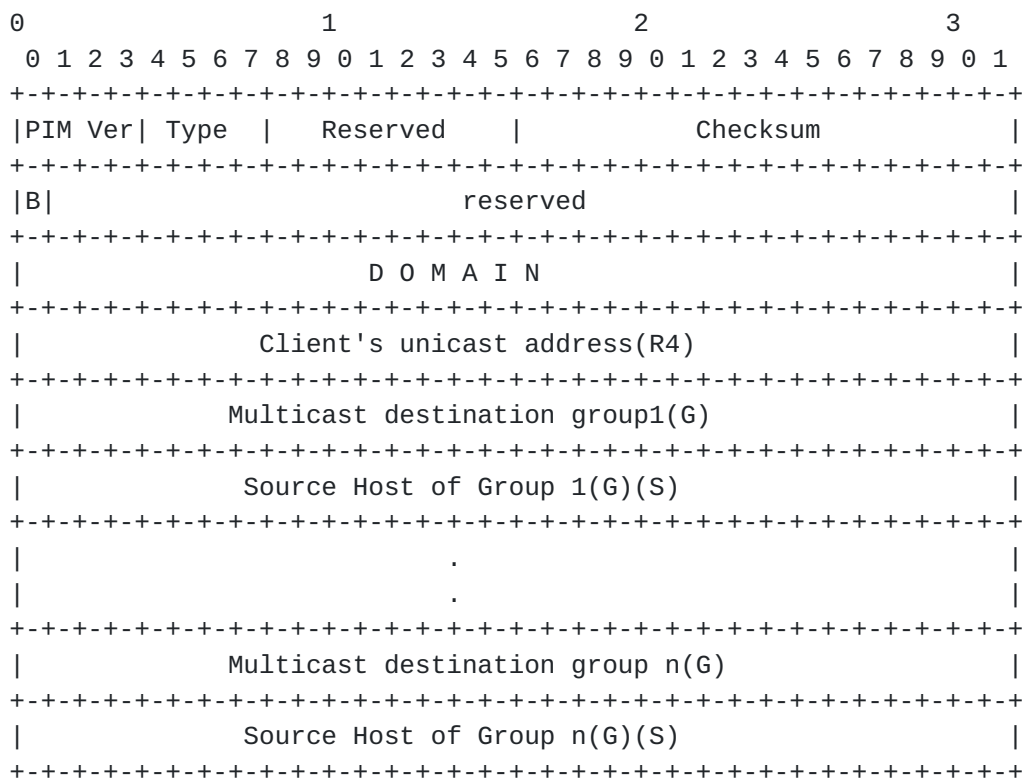 0                   1                   2                   3
 0 1 2 3 4 5 6 7 8 9 0 1 2 3 4 5 6 7 8 9 0 1 2 3 4 5 6 7 8 9 0 1
+-+-+-+-+-+-+-+-+-+-+-+-+-+-+-+-+-+-+-+-+-+-+-+-+-+-+-+-+-+-+-+-+
|PIM Ver| Type  |   Reserved    |           Checksum            |
+-+-+-+-+-+-+-+-+-+-+-+-+-+-+-+-+-+-+-+-+-+-+-+-+-+-+-+-+-+-+-+-+
|B|                          reserved                           |
+-+-+-+-+-+-+-+-+-+-+-+-+-+-+-+-+-+-+-+-+-+-+-+-+-+-+-+-+-+-+-+-+
|                      D O M A I N                              |
+-+-+-+-+-+-+-+-+-+-+-+-+-+-+-+-+-+-+-+-+-+-+-+-+-+-+-+-+-+-+-+-+
|               Client's unicast address(R4)                    |
+-+-+-+-+-+-+-+-+-+-+-+-+-+-+-+-+-+-+-+-+-+-+-+-+-+-+-+-+-+-+-+-+
|             Multicast destination group1(G)                   |
+-+-+-+-+-+-+-+-+-+-+-+-+-+-+-+-+-+-+-+-+-+-+-+-+-+-+-+-+-+-+-+-+
|              Source Host of Group 1(G)(S)                     |
+-+-+-+-+-+-+-+-+-+-+-+-+-+-+-+-+-+-+-+-+-+-+-+-+-+-+-+-+-+-+-+-+
|                           .                                   |
|                           .                                   |
+-+-+-+-+-+-+-+-+-+-+-+-+-+-+-+-+-+-+-+-+-+-+-+-+-+-+-+-+-+-+-+-+
|             Multicast destination group n(G)                  |
+-+-+-+-+-+-+-+-+-+-+-+-+-+-+-+-+-+-+-+-+-+-+-+-+-+-+-+-+-+-+-+-+
|              Source Host of Group n(G)(S)                     |
+-+-+-+-+-+-+-+-+-+-+-+-+-+-+-+-+-+-+-+-+-+-+-+-+-+-+-+-+-+-+-+-+